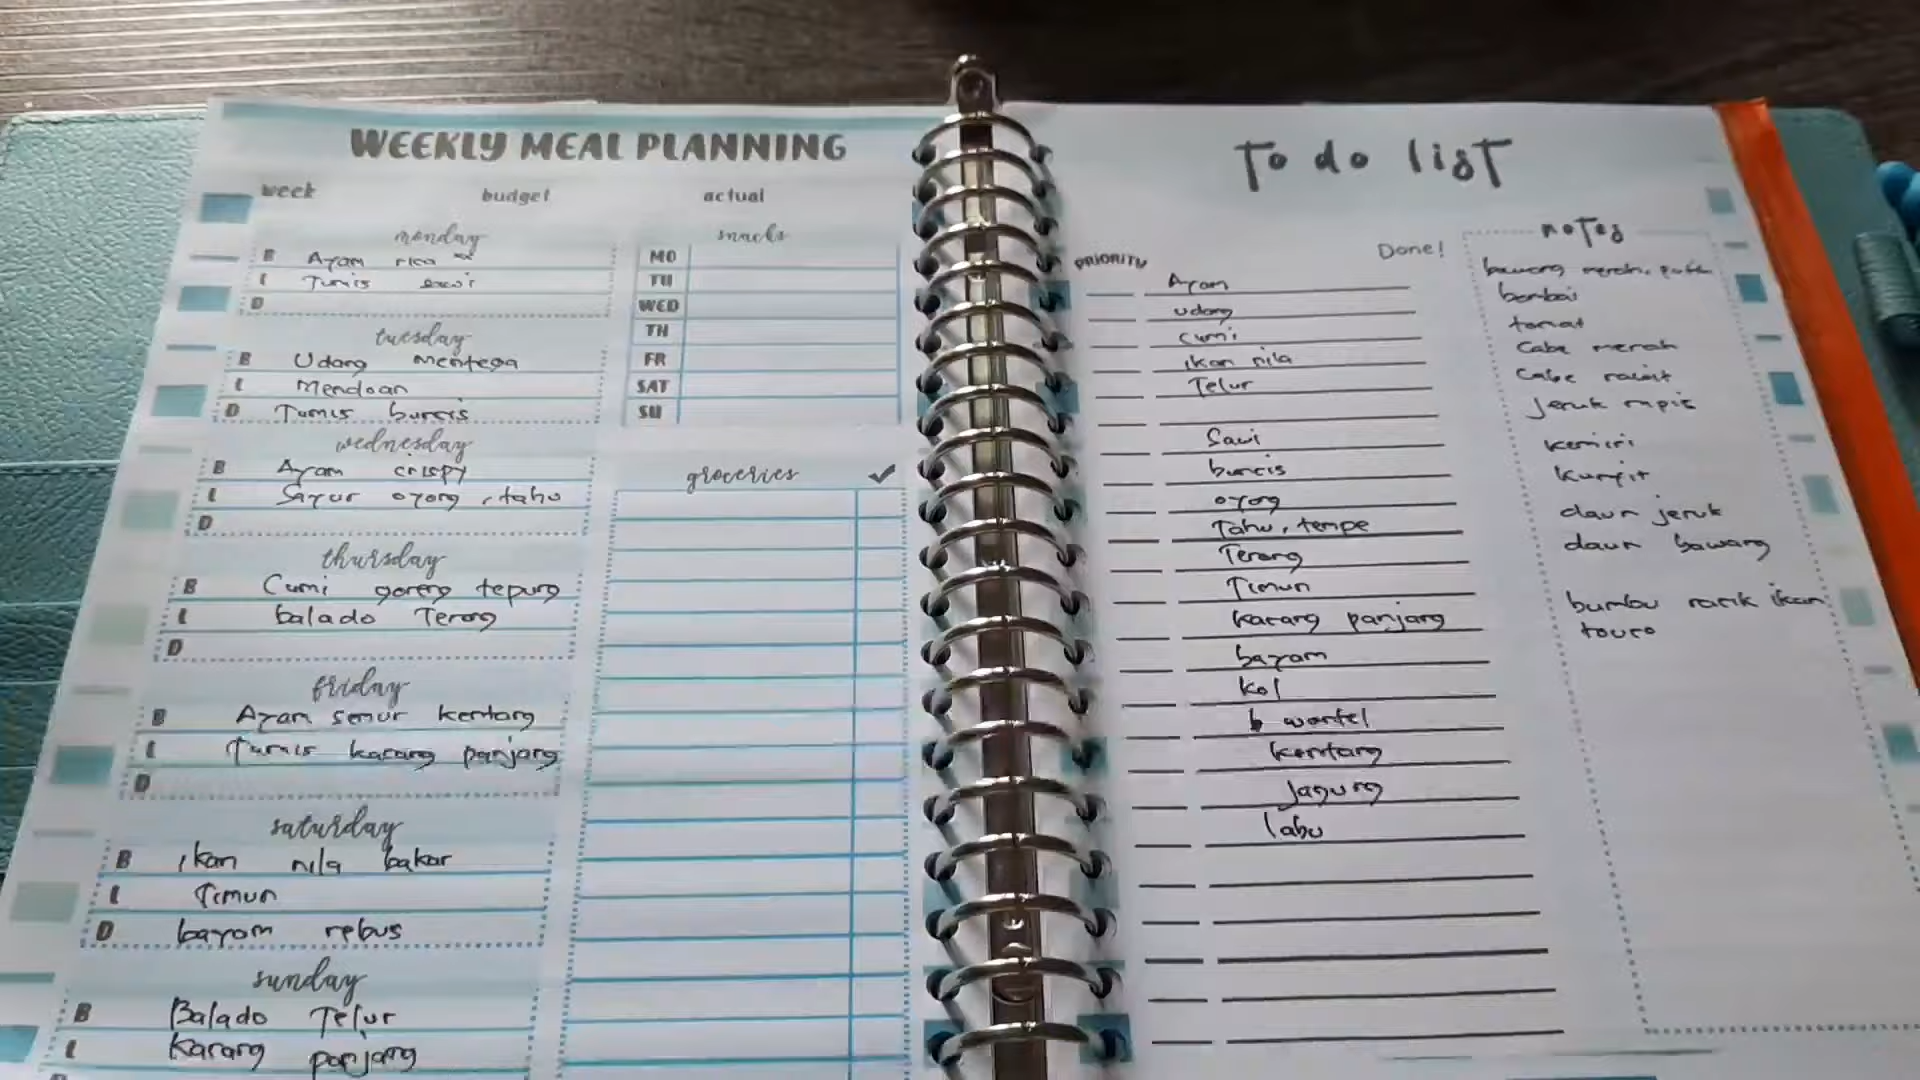 WEEKLY MEAL PLANNING
week budget actual
monday
B Ayam rica
L Tumis sawi
D
tuesday
B Udang mentega
L Mendoan
D Tumis buncis
wednesday
B Ayam crispy
L Sayur oyong, tahu
D
thursday
B Cumi goreng tepung
L balado Terong
D
friday
B Ayam semur kentang
L Tumis kacang panjang
D
saturday
B ikan nila bakar
L Timun
D bayam rebus
sunday
B Balado Telur
L Kacang panjang
snacks
MO
TU
WED
TH
FR
SAT
SU
groceries ✓
To do list
PRIORITY Done!
Ayam
udang
cumi
ikan nila
Telur
Sawi
buncis
oyong
Tahu, tempe
Terong
Timun
kacang panjang
bayam
kol
wortel
kentang
Jagung
labu
notes
bawang merah, putih
bombai
tomat
Cabe merah
Cabe rawit
Jeruk nipis
kemiri
kunyit
daun jeruk
daun bawang
bumbu racik ikan
tauco